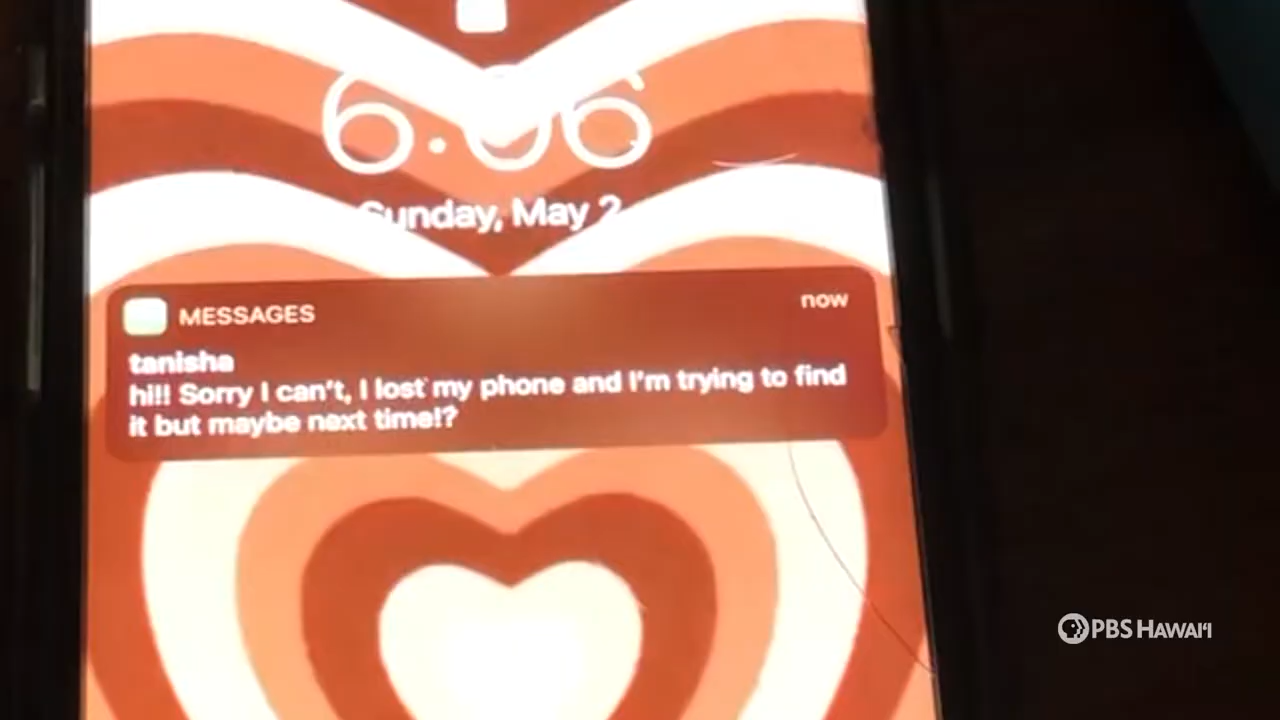 6:06
Sunday, May 2
MESSAGES
now
tanisha
hi!! Sorry I can't, I lost my phone and I'm trying to find
it but maybe next time!?
PBS HAWAIʻI